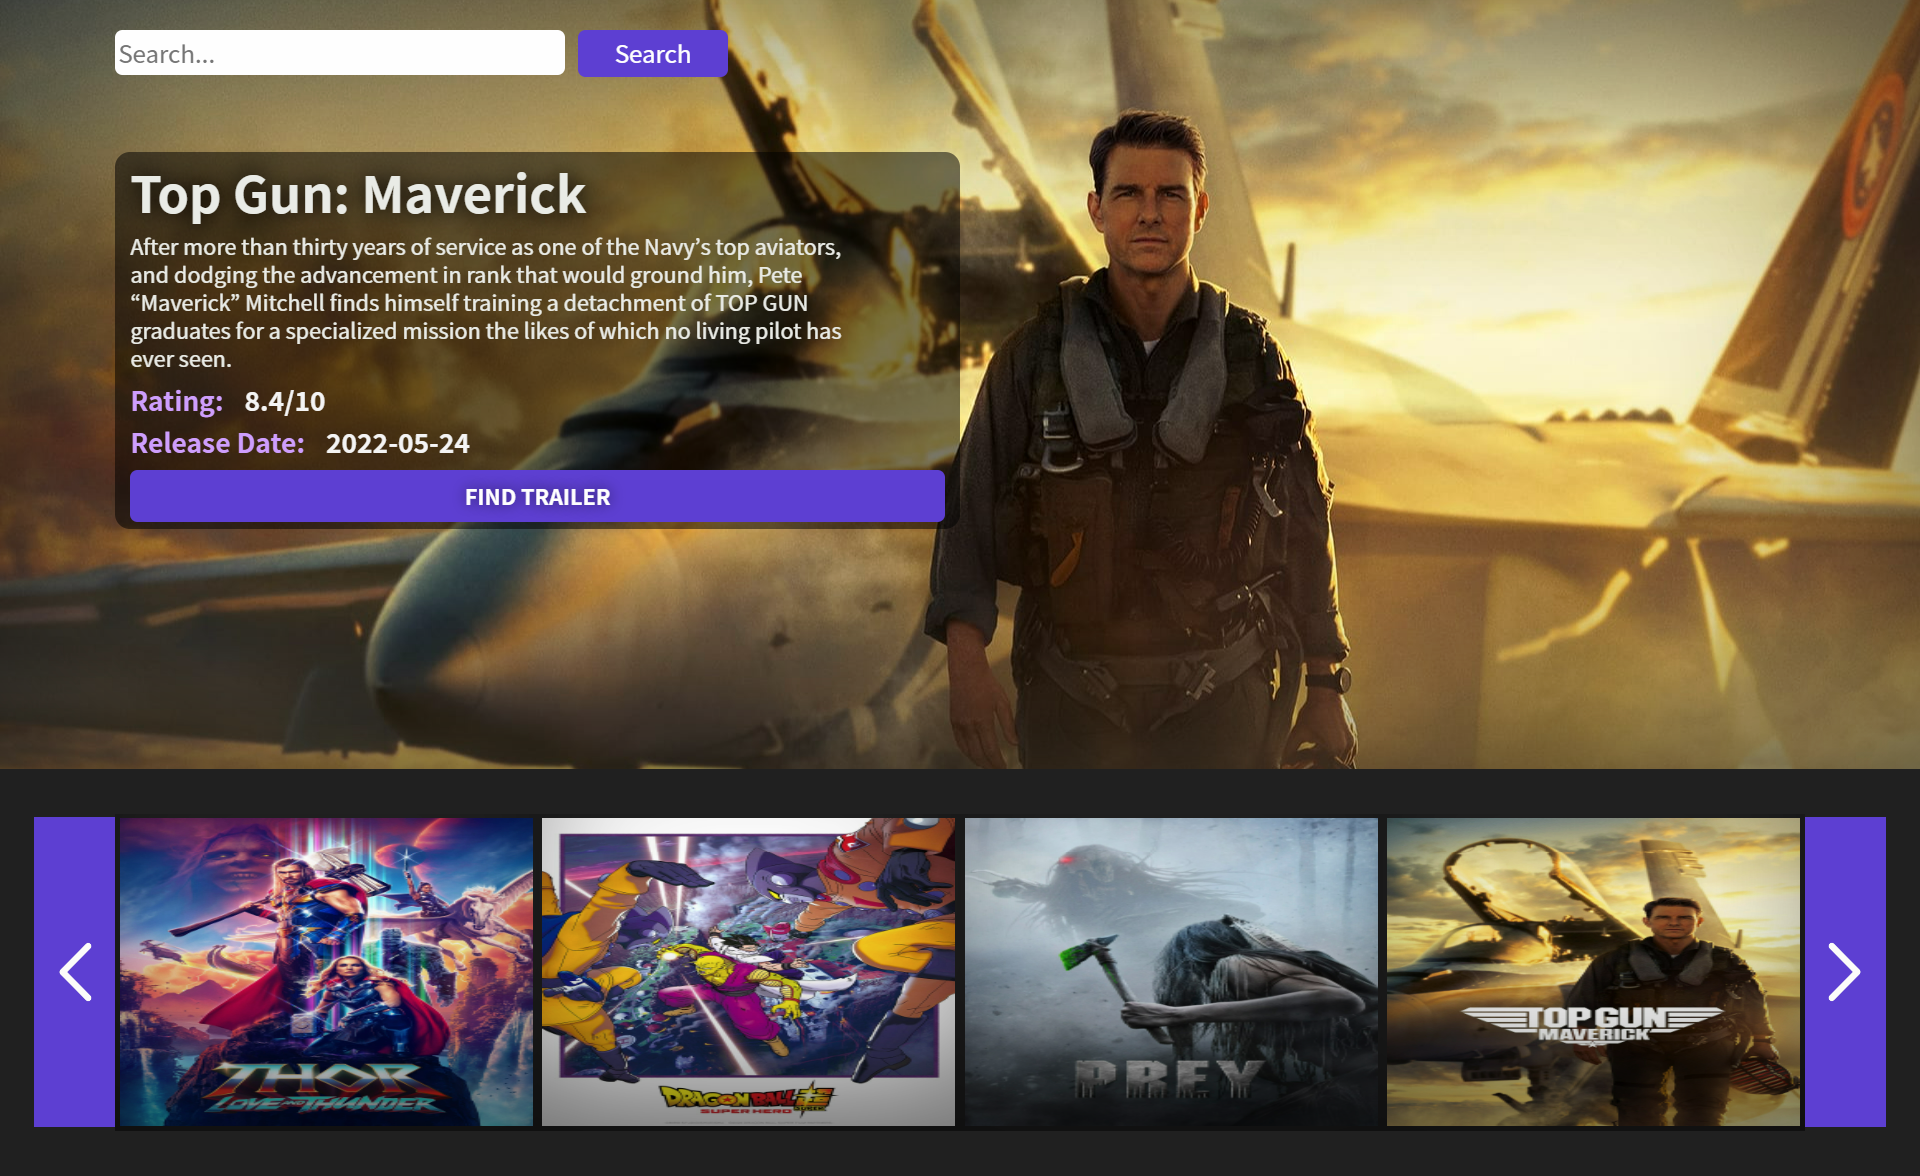 Search...
Search
Top Gun: Maverick
After more than thirty years of service as one of the Navy’s top aviators,
and dodging the advancement in rank that would ground him, Pete
“Maverick” Mitchell finds himself training a detachment of TOP GUN
graduates for a specialized mission the likes of which no living pilot has
ever seen.
Rating: 8.4/10
Release Date: 2022-05-24
FIND TRAILER
THOR
LOVE AND THUNDER
DRAGON BALL SUPER
SUPER HERO
PREY
TOP GUN
MAVERICK